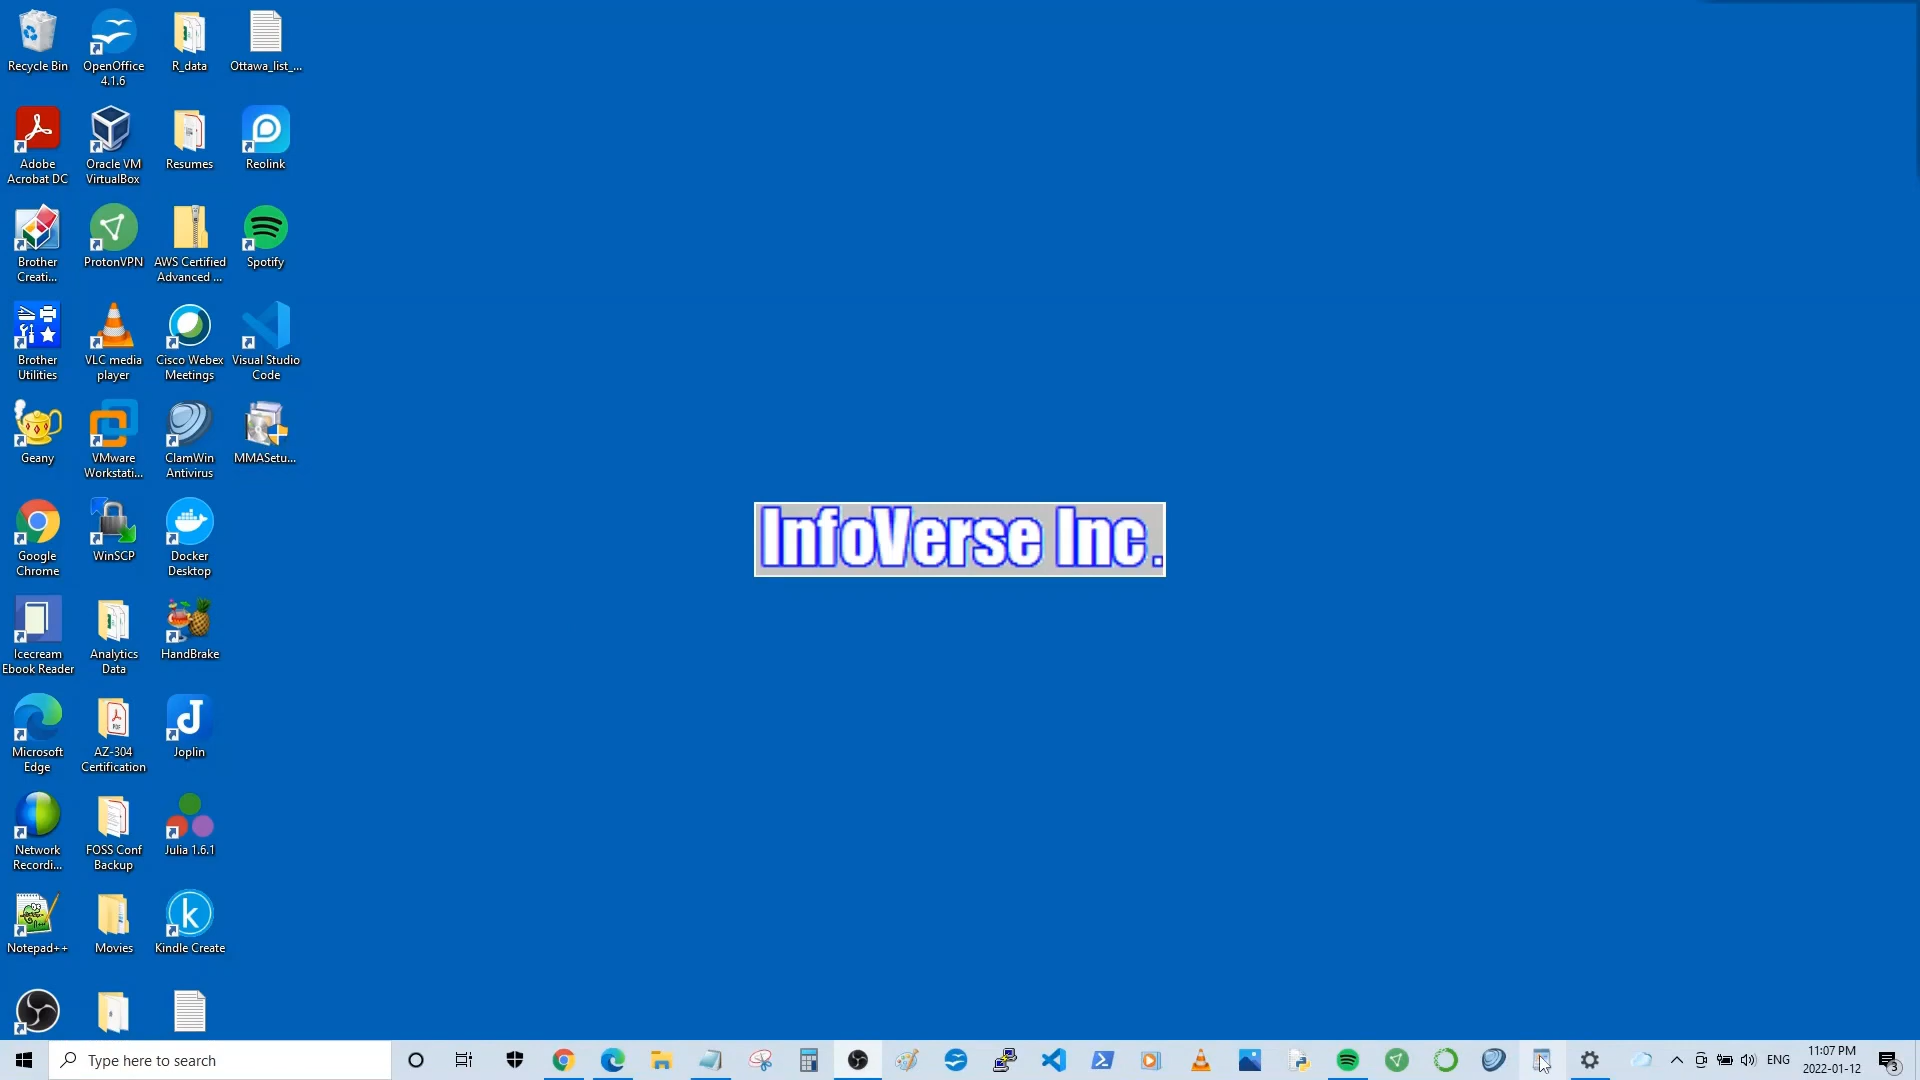 Recycle Bin
OpenOffice
4.1.6
R_data
Ottawa_list_...
Adobe
Acrobat DC
Oracle VM
VirtualBox
Resumes
Reolink
Brother
Creati...
ProtonVPN
AWS Certified
Advanced ...
Spotify
Brother
Utilities
VLC media
player
Cisco Webex
Meetings
Visual Studio
Code
Geany
VMware
Workstati...
ClamWin
Antivirus
MMASetu...
InfoVerse Inc.
Google
Chrome
WinSCP
Docker
Desktop
Icecream
Ebook Reader
Analytics
Data
HandBrake
Microsoft
Edge
AZ-304
Certification
Joplin
Network
Recordi...
FOSS Conf
Backup
Julia 1.6.1
Notepad++
Movies
Kindle Create
Type here to search
ENG
11:07 PM
2022-01-12
3